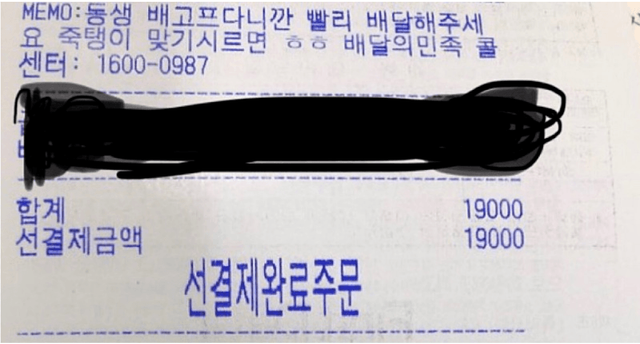 MEMO:동생 배고프다니깐 빨리 배달해주세
요 죽탱이 맞기시르면 ㅎㅎ 배달의민족 콜
센터: 1600-0987
합계 19000
선결제금액 19000
선결제완료주문